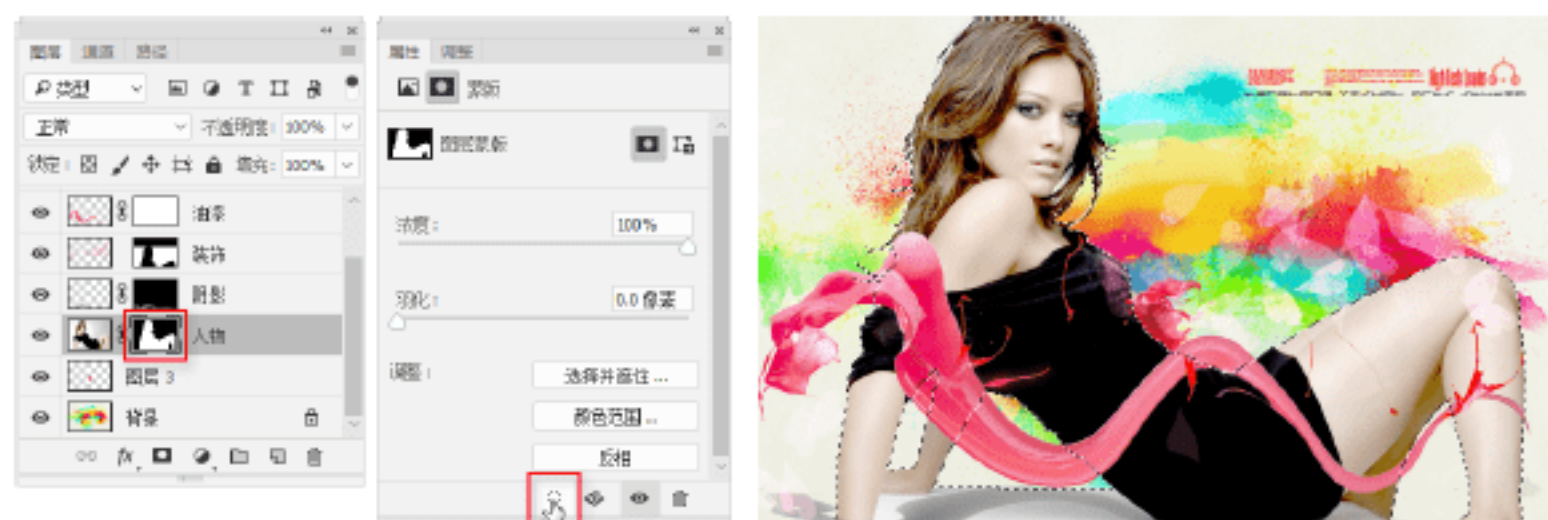 图层 通道 路径
类型
正常 不透明度: 100%
锁定: 填充: 100%
油漆
装饰
阴影
人物
图层 3
背景
fx
属性 调整
蒙版
图层蒙版
浓度: 100%
羽化: 0.0 像素
调整: 选择并遮住 ...
颜色范围 ...
反相